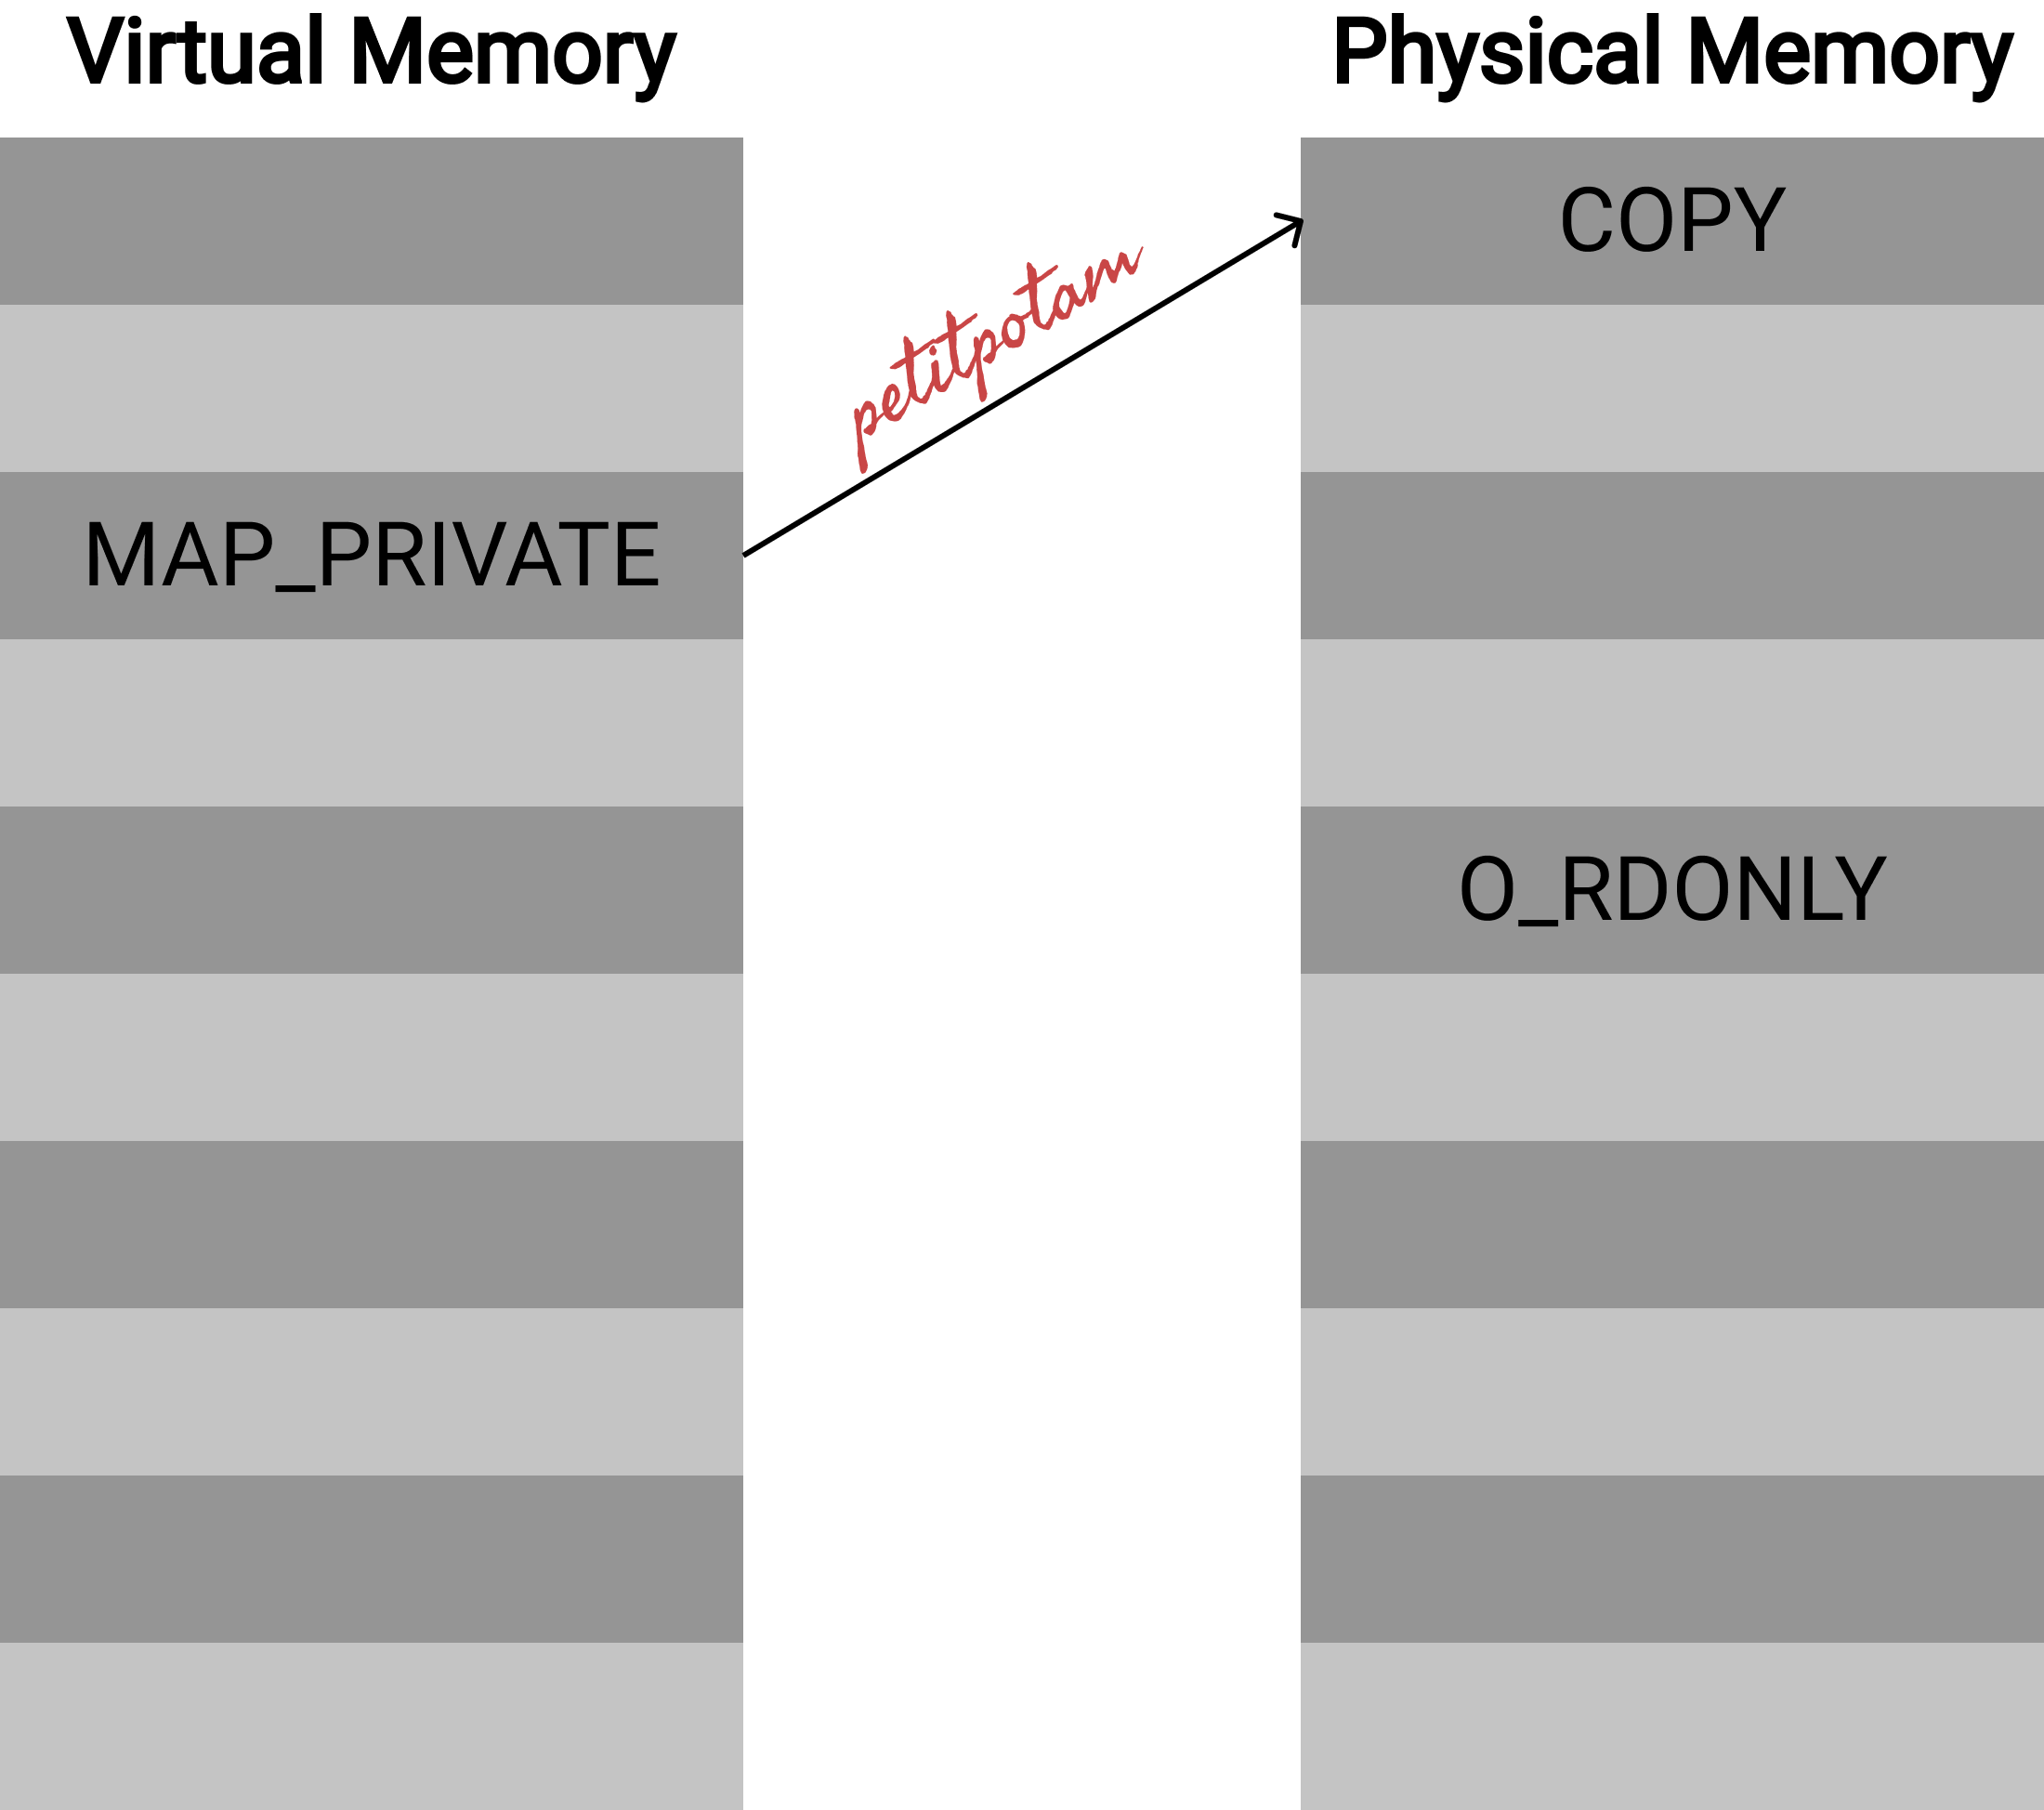 Virtual Memory
Physical Memory
COPY
petitpotam
MAP_PRIVATE
O_RDONLY